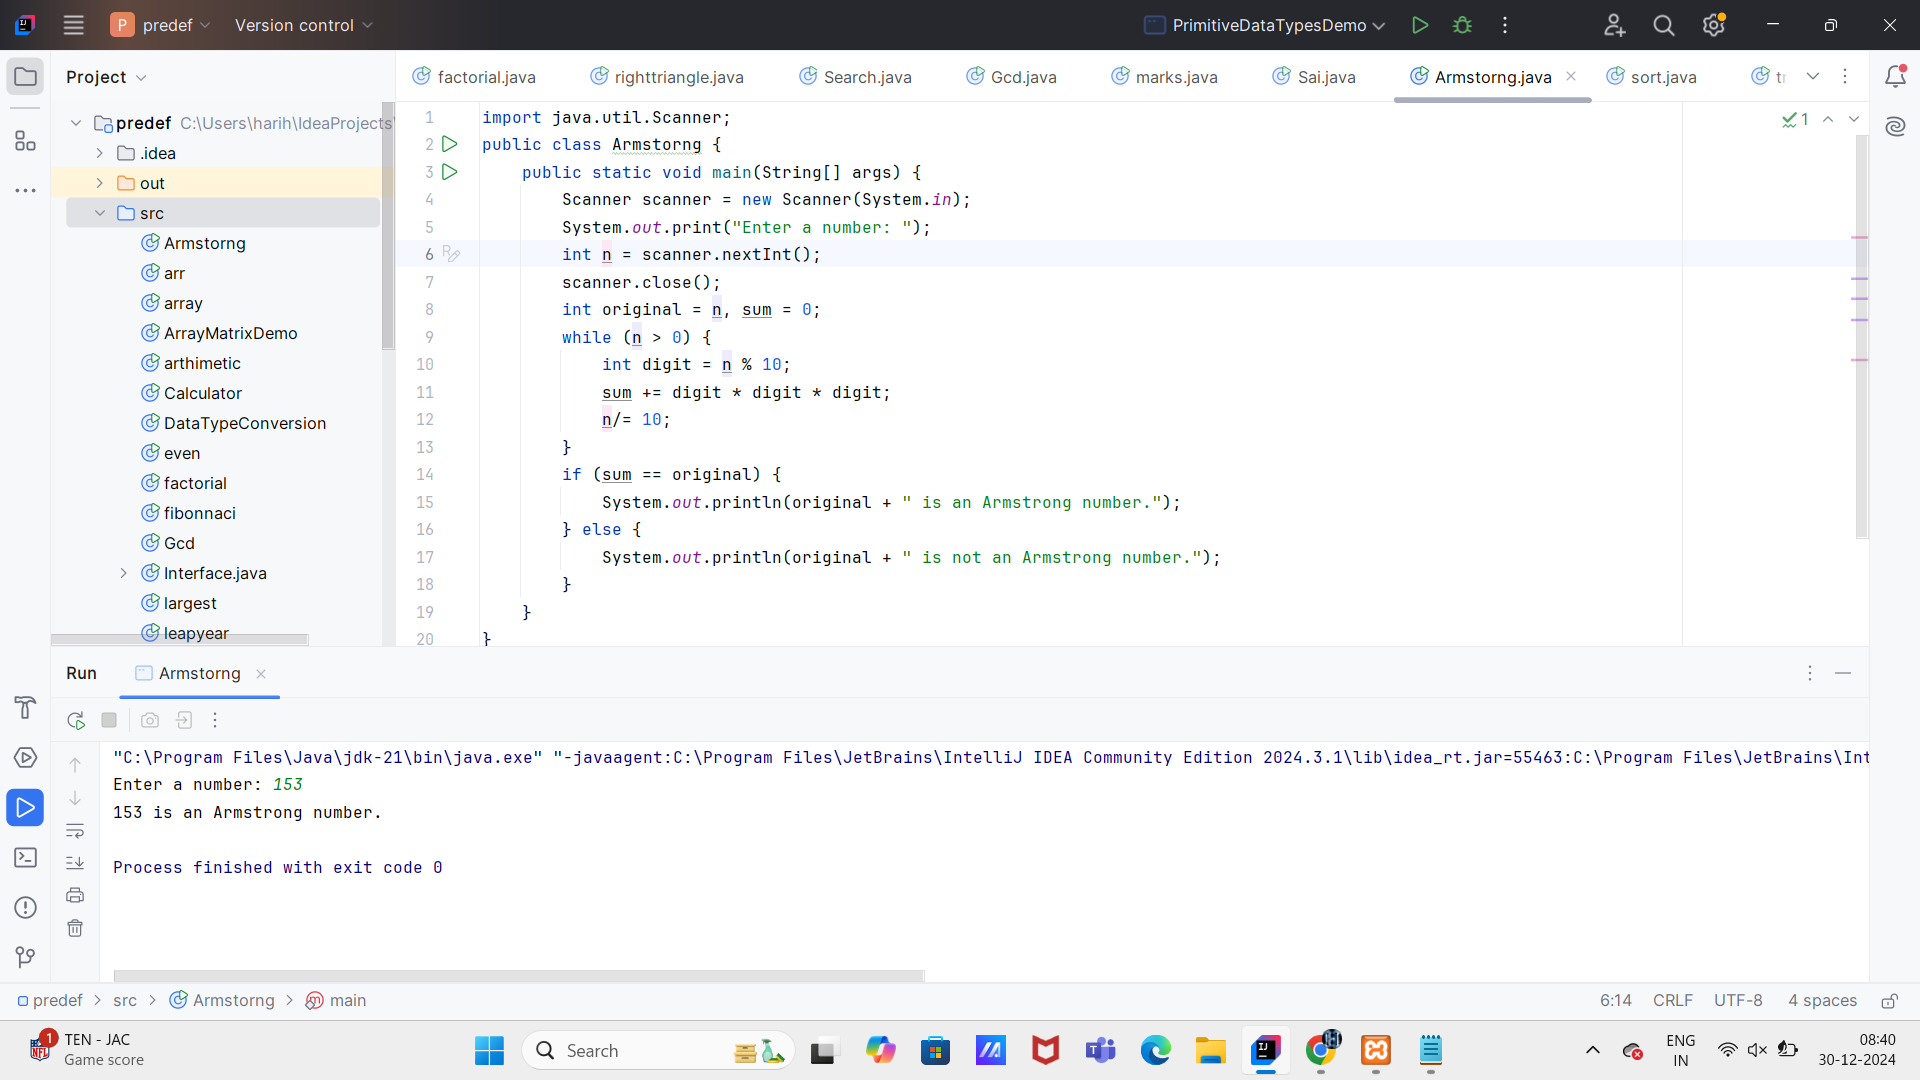 P predef Version control PrimitiveDataTypesDemo
Project
factorial.java righttriangle.java Search.java Gcd.java marks.java Sai.java Armstorng.java sort.java
predef C:\Users\harih\IdeaProjects\
.idea
out
src
Armstorng
arr
array
ArrayMatrixDemo
arthimetic
Calculator
DataTypeConversion
even
factorial
fibonnaci
Gcd
Interface.java
largest
leapyear
1 import java.util.Scanner;
2 public class Armstorng {
3 public static void main(String[] args) {
4 Scanner scanner = new Scanner(System.in);
5 System.out.print("Enter a number: ");
6 int n = scanner.nextInt();
7 scanner.close();
8 int original = n, sum = 0;
9 while (n > 0) {
10 int digit = n % 10;
11 sum += digit * digit * digit;
12 n/= 10;
13 }
14 if (sum == original) {
15 System.out.println(original + " is an Armstrong number.");
16 } else {
17 System.out.println(original + " is not an Armstrong number.");
18 }
19 }
20 }
1
Run Armstorng
"C:\Program Files\Java\jdk-21\bin\java.exe" "-javaagent:C:\Program Files\JetBrains\IntelliJ IDEA Community Edition 2024.3.1\lib\idea_rt.jar=55463:C:\Program Files\JetBrains\Int
Enter a number: 153
153 is an Armstrong number.
Process finished with exit code 0
predef > src > Armstorng > main 6:14 CRLF UTF-8 4 spaces
1 TEN - JAC
Game score
Search
ENG
IN
08:40
30-12-2024